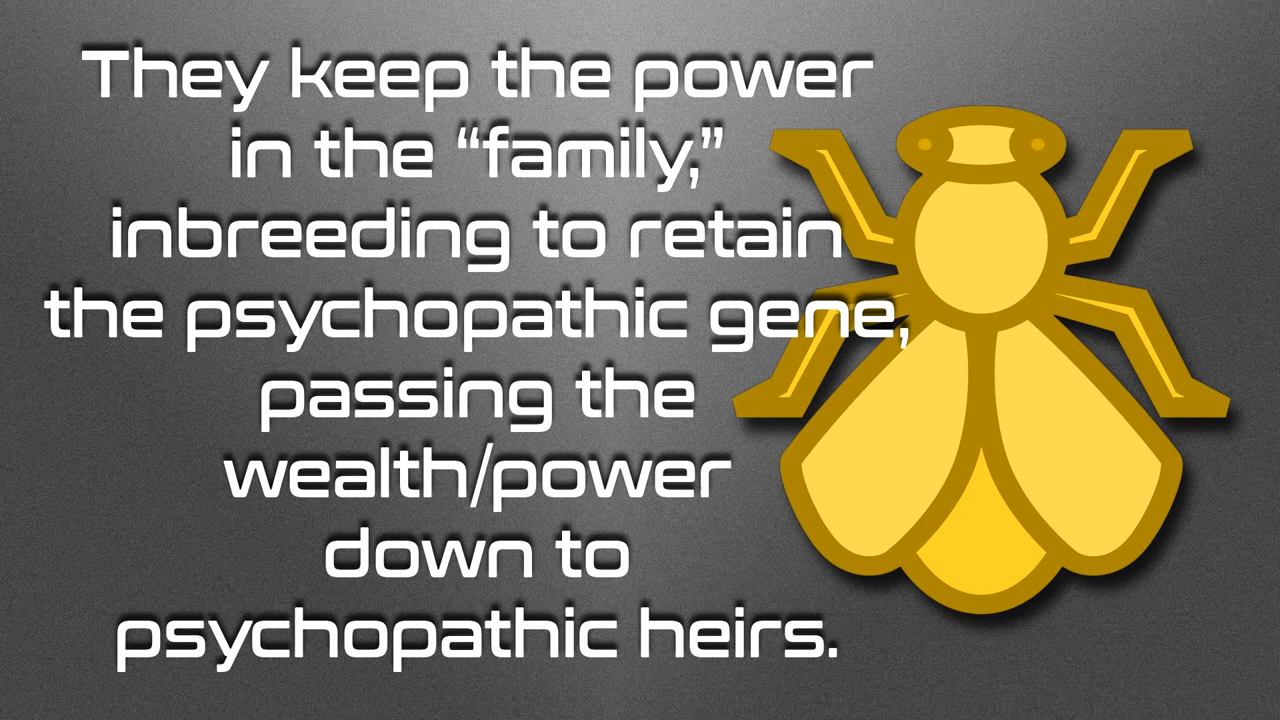 They keep the power
in the “family,”
inbreeding to retain
the psychopathic gene,
passing the
wealth/power
down to
psychopathic heirs.